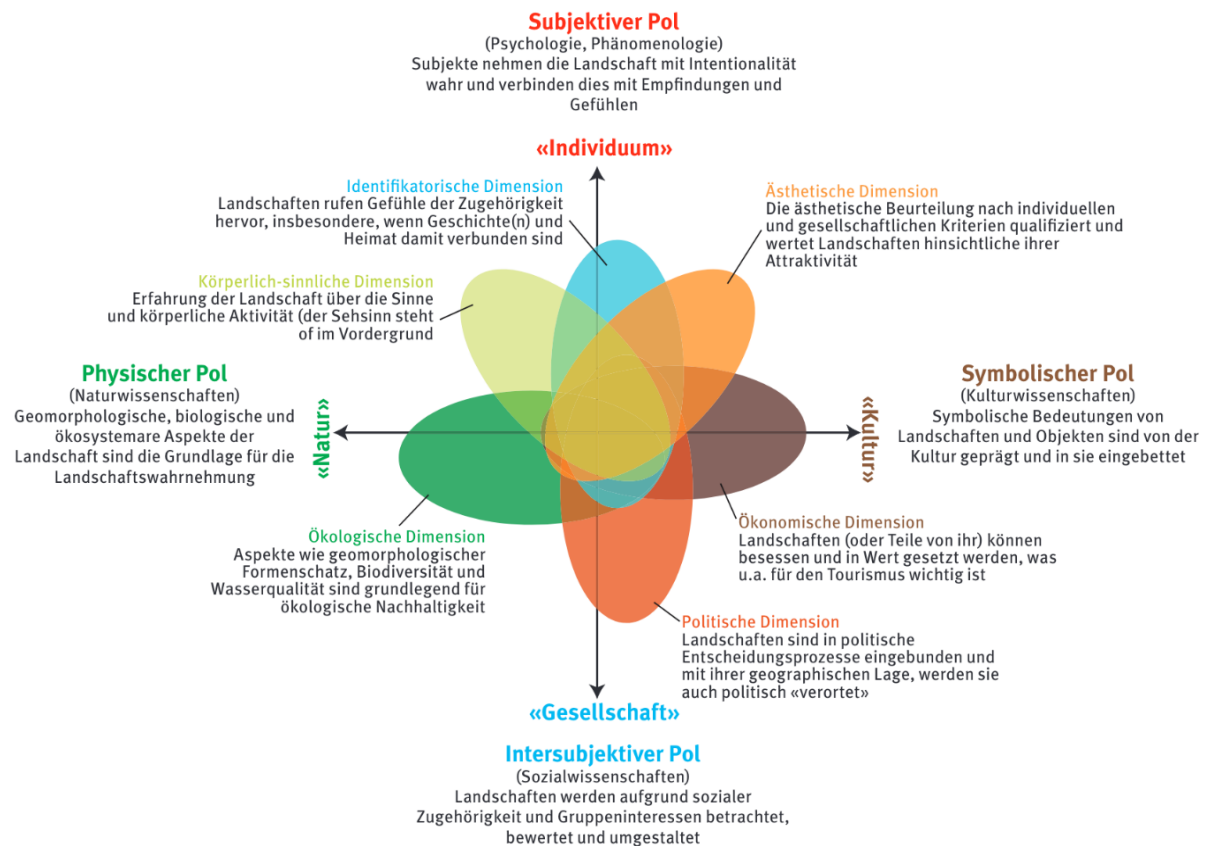 Subjektiver Pol
(Psychologie, Phänomenologie)
Subjekte nehmen die Landschaft mit Intentionalität
wahr und verbinden dies mit Empfindungen und
Gefühlen
«Individuum»
Identifikatorische Dimension
Landschaften rufen Gefühle der Zugehörigkeit
hervor, insbesondere, wenn Geschichte(n) und
Heimat damit verbunden sind
Ästhetische Dimension
Die ästhetische Beurteilung nach individuellen
und gesellschaftlichen Kriterien qualifiziert und
wertet Landschaften hinsichtliche ihrer
Attraktivität
Körperlich-sinnliche Dimension
Erfahrung der Landschaft über die Sinne
und körperliche Aktivität (der Sehsinn steht
of im Vordergrund
Physischer Pol
(Naturwissenschaften)
Geomorphologische, biologische und
ökosystemare Aspekte der
Landschaft sind die Grundlage für die
Landschaftswahrnehmung
«Natur»
«Kultur»
Symbolischer Pol
(Kulturwissenschaften)
Symbolische Bedeutungen von
Landschaften und Objekten sind von der
Kultur geprägt und in sie eingebettet
Ökologische Dimension
Aspekte wie geomorphologischer
Formenschatz, Biodiversität und
Wasserqualität sind grundlegend für
ökologische Nachhaltigkeit
Ökonomische Dimension
Landschaften (oder Teile von ihr) können
besessen und in Wert gesetzt werden, was
u.a. für den Tourismus wichtig ist
Politische Dimension
Landschaften sind in politische
Entscheidungsprozesse eingebunden und
mit ihrer geographischen Lage, werden sie
auch politisch «verortet»
«Gesellschaft»
Intersubjektiver Pol
(Sozialwissenschaften)
Landschaften werden aufgrund sozialer
Zugehörigkeit und Gruppeninteressen betrachtet,
bewertet und umgestaltet